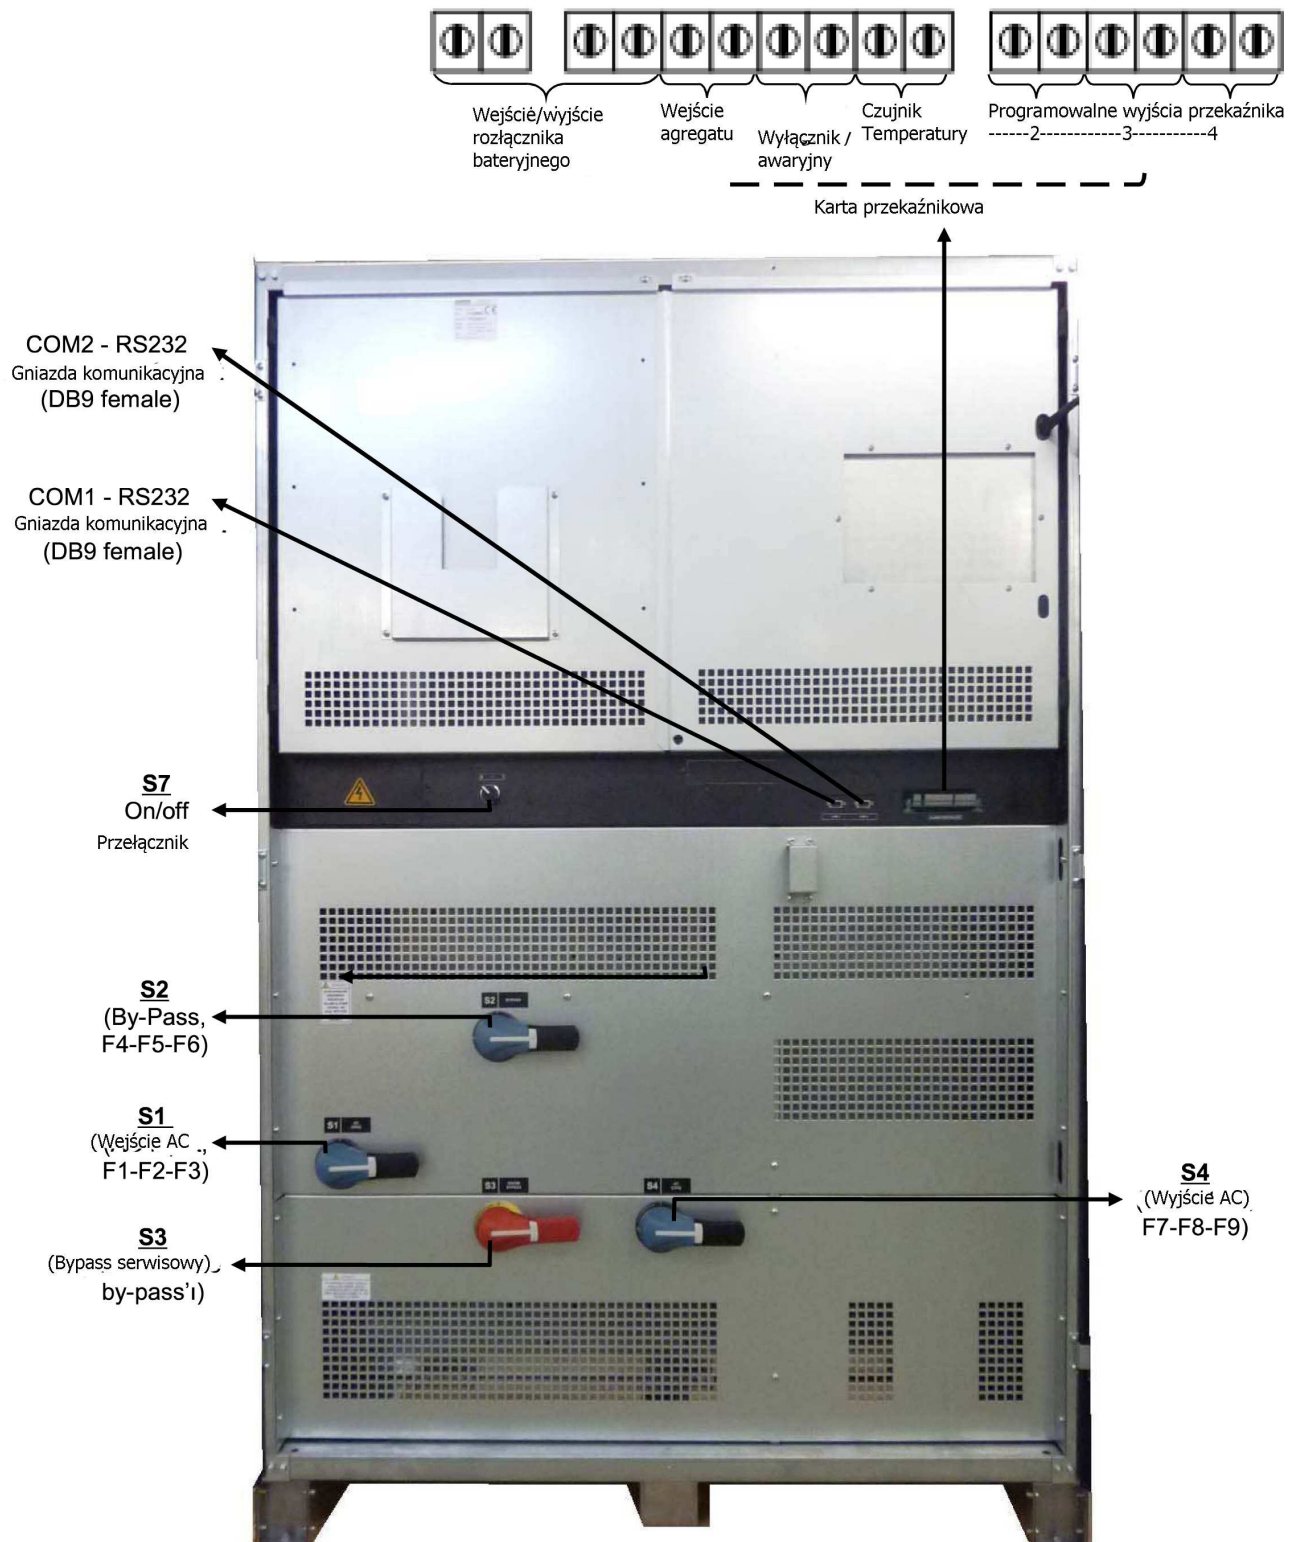 Wejście/wyjście
rozłącznika
bateryjnego
Wejście
agregatu
Wyłącznik /
awaryjny
Czujnik
Temperatury
Programowalne wyjścia przekaźnika
------2------------3-----------4
Karta przekaźnikowa
COM2 - RS232
Gniazda komunikacyjna
(DB9 female)
COM1 - RS232
Gniazda komunikacyjna
(DB9 female)
S7
On/off
Przełącznik
S2
(By-Pass,
F4-F5-F6)
S2
S1
(Wejście AC
F1-F2-F3)
S1
S3
S4
S4
(Wyjście AC)
F7-F8-F9)
S3
(Bypass serwisowy)
by-pass'ı)